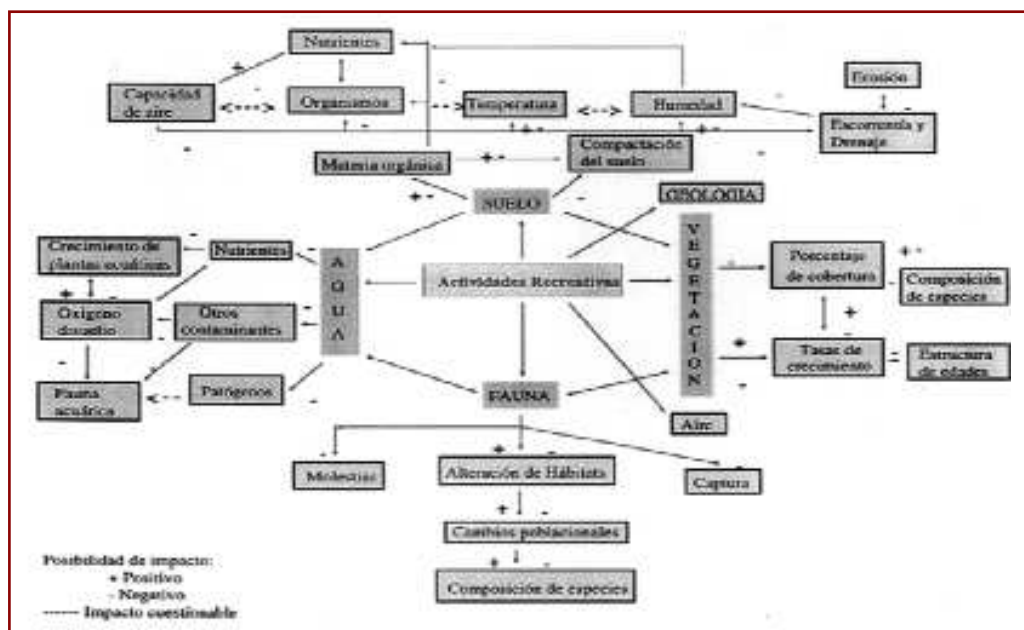 Nutrientes
Capacidad
de aire
Organismos
Temperatura
Humedad
Erosión
Escorrentía y
Drenaje
Materia orgánica
Compactación
del suelo
SUELO
GEOLOGIA
Crecimiento de
plantas acuáticas
Nutrientes
AGUA
Actividades Recreativas
VEGETACION
Porcentaje
de cobertura
Composición
de especies
Oxígeno
disuelto
Otros
contaminantes
Tasas de
crecimiento
Estructura
de edades
Fauna
acuática
Patógenos
FAUNA
Aire
Molestias
Alteración de Hábitats
Captura
Cambios poblacionales
Composición de especies
Posibilidad de impacto:
+ Positivo
- Negativo
------ Impacto cuestionable